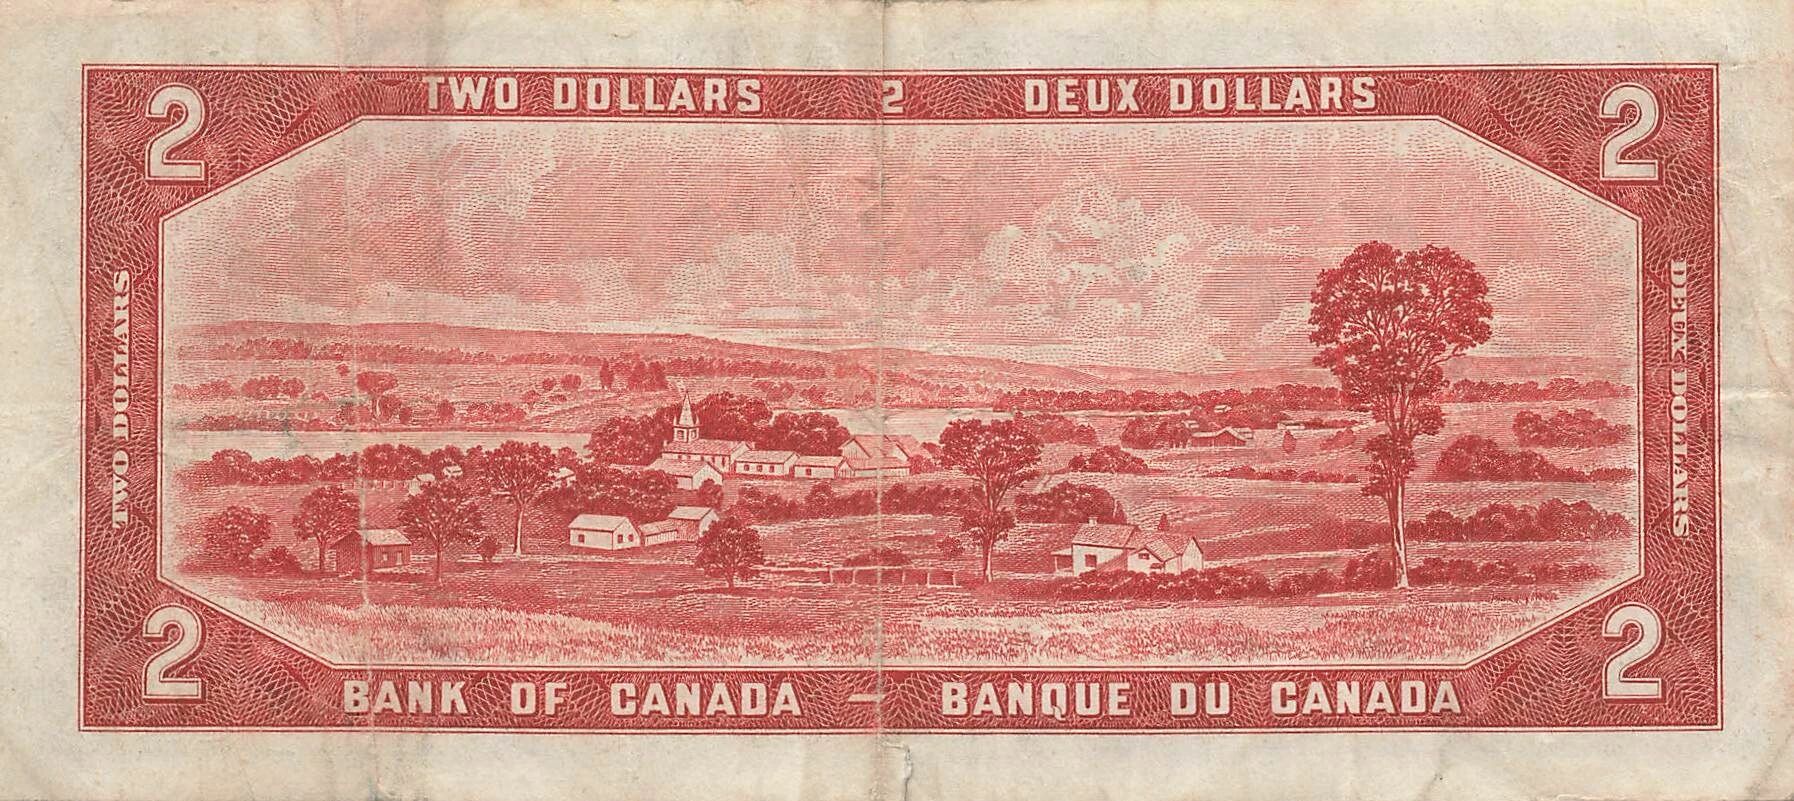 2 TWO DOLLARS 2 DEUX DOLLARS 2
TWO DOLLARS
DEUX DOLLARS
2 BANK OF CANADA – BANQUE DU CANADA 2